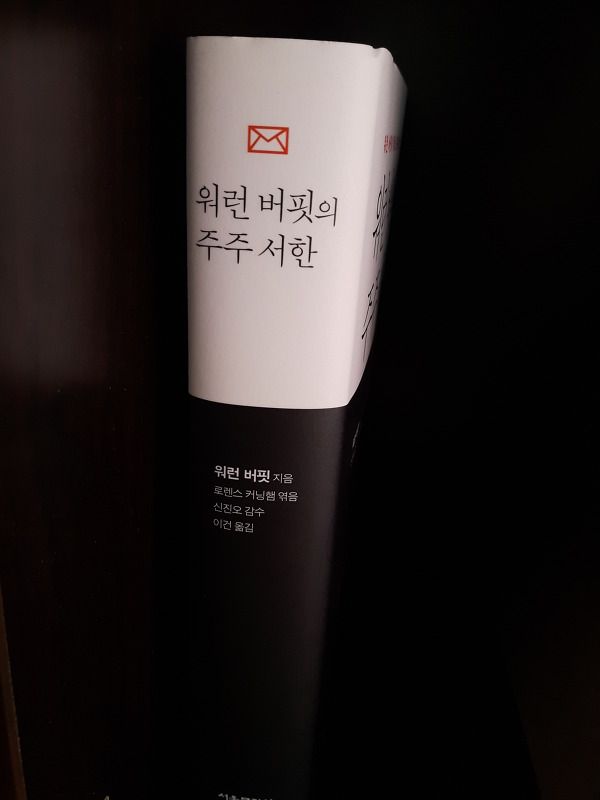 워런 버핏의
주주 서한
워런 버핏 지음
로렌스 커닝햄 엮음
신진오 감수
이건 옮김